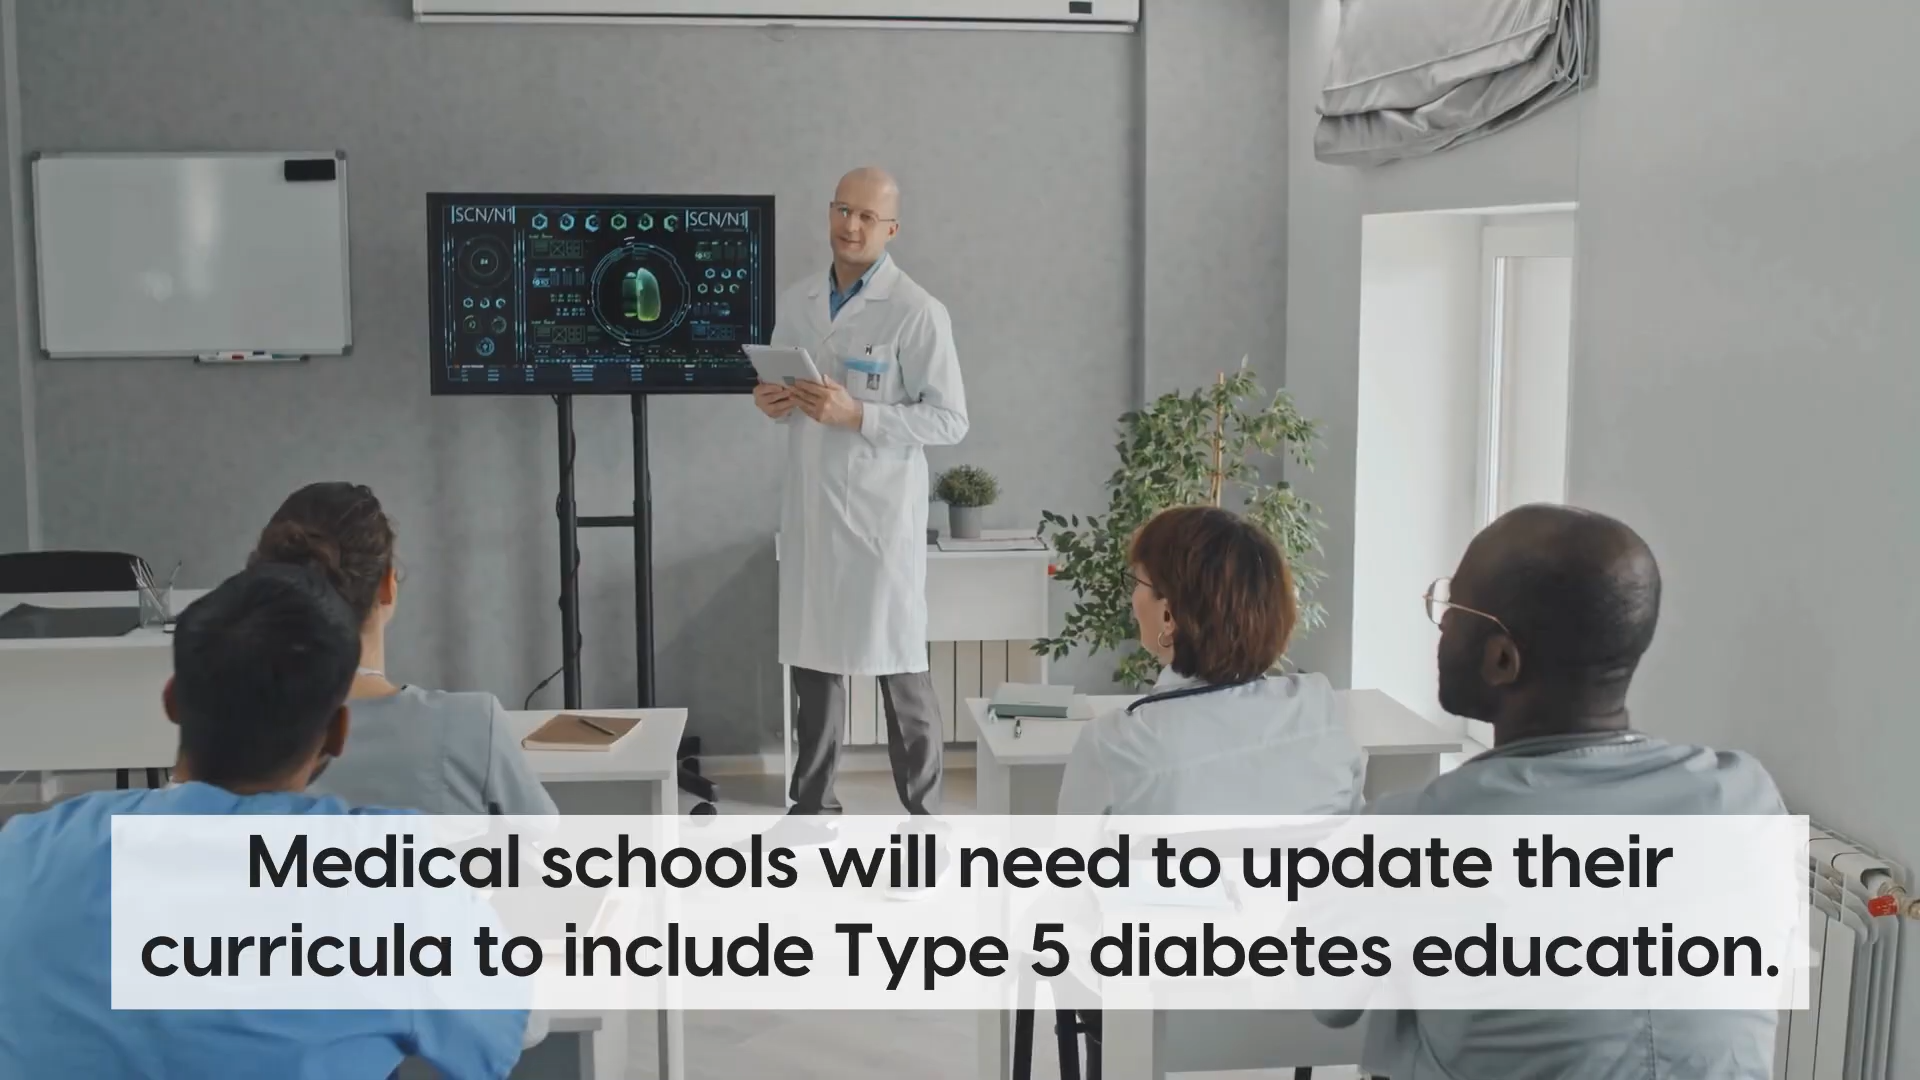 |SCN/N1|
|SCN/N1|
Medical schools will need to update their
curricula to include Type 5 diabetes education.